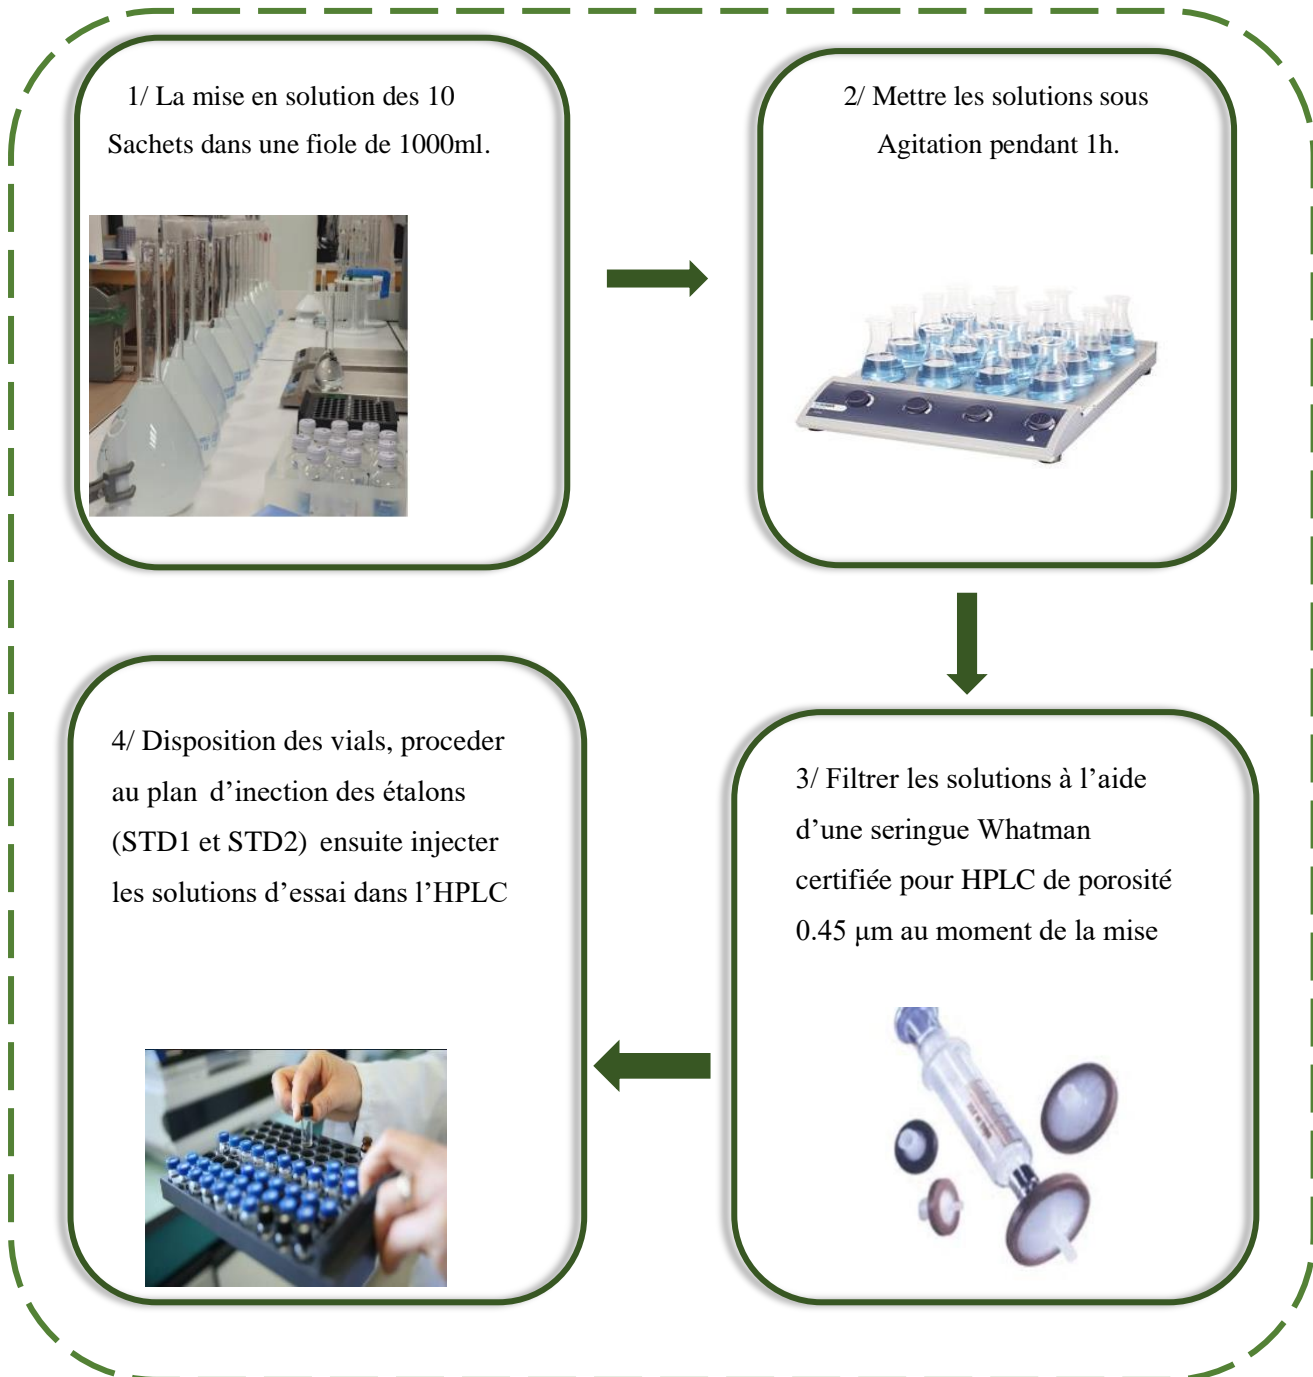 1/ La mise en solution des 10
Sachets dans une fiole de 1000ml.
2/ Mettre les solutions sous
Agitation pendant 1h.
3/ Filtrer les solutions à l’aide
d’une seringue Whatman
certifiée pour HPLC de porosité
0.45 μm au moment de la mise
4/ Disposition des vials, proceder
au plan d’inection des étalons
(STD1 et STD2) ensuite injecter
les solutions d’essai dans l’HPLC